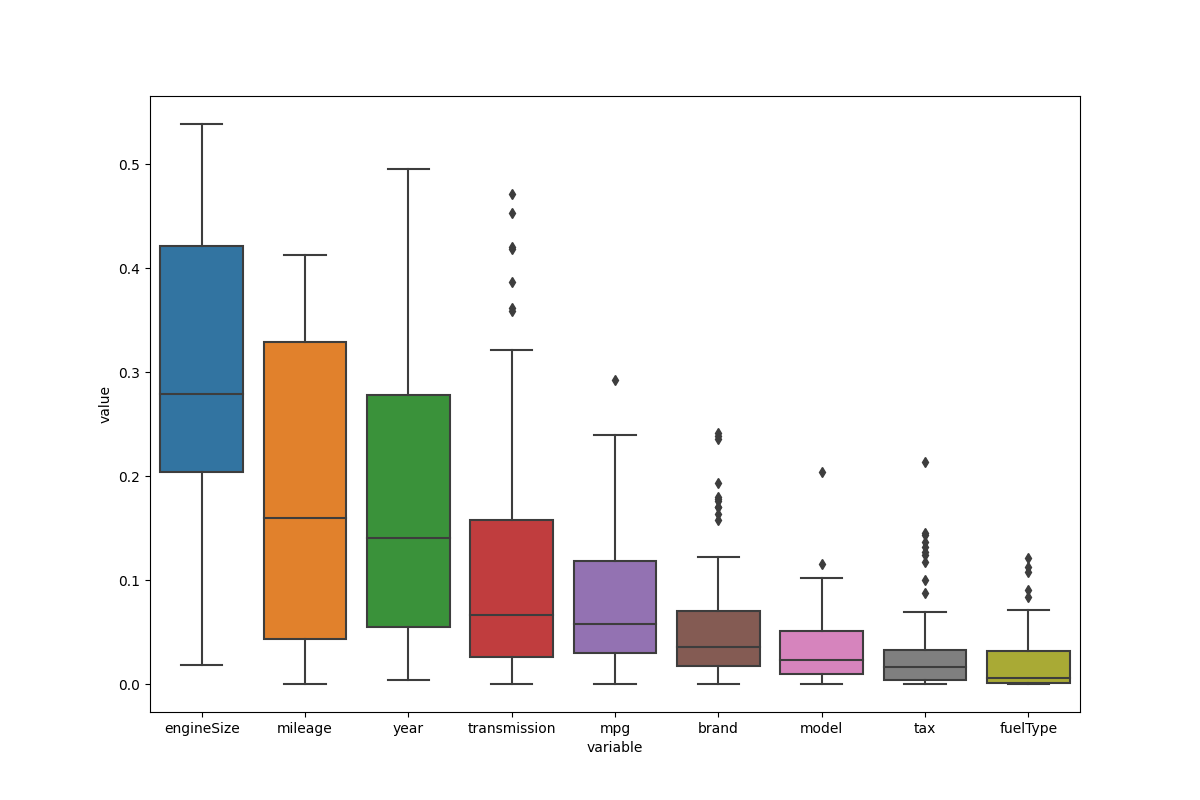 0.5
0.4
0.3
0.2
0.1
0.0
value
engineSize mileage year transmission mpg brand model tax fuelType
variable